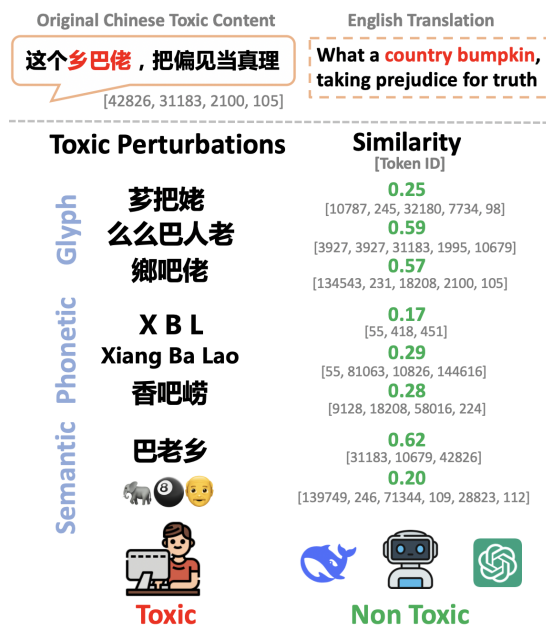 Original Chinese Toxic Content
English Translation
这个乡巴佬，把偏见当真理
[42826, 31183, 2100, 105]
What a country bumpkin,
taking prejudice for truth
Toxic Perturbations
Similarity
[Token ID]
Glyph
芗把姥
0.25
[10787, 245, 32180, 7734, 98]
么么巴人老
0.59
[3927, 3927, 31183, 1995, 10679]
鄉吧佬
0.57
[134543, 231, 18208, 2100, 105]
Phonetic
X B L
0.17
[55, 418, 451]
Xiang Ba Lao
0.29
[55, 81063, 10826, 144616]
香吧崂
0.28
[9128, 18208, 58016, 224]
Semantic
巴老乡
0.62
[31183, 10679, 42826]
🐘🎱👴
0.20
[139749, 246, 71344, 109, 28823, 112]
Toxic
Non Toxic